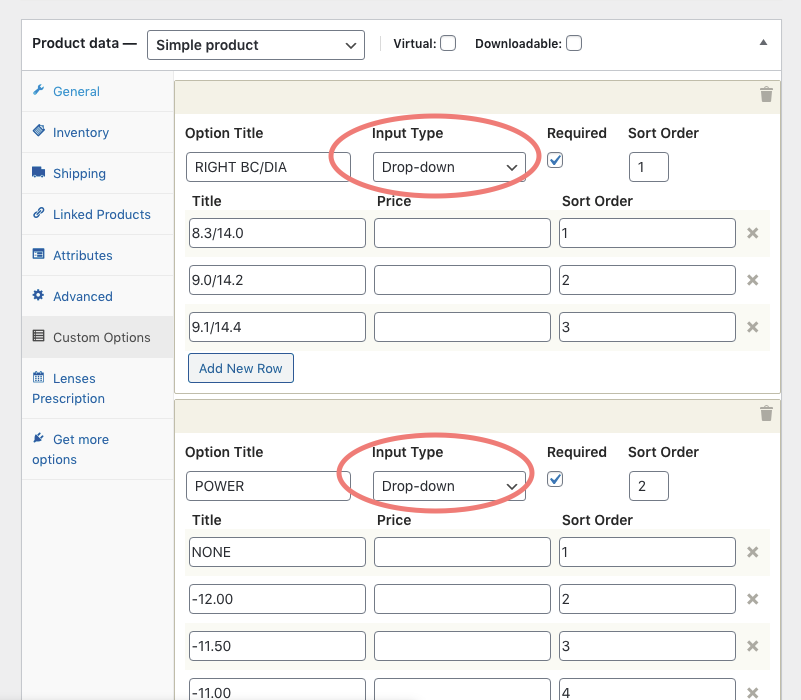 Product data — Simple product Virtual: Downloadable:
General
Inventory
Shipping
Linked Products
Attributes
Advanced
Custom Options
Lenses
Prescription
Get more
options
Option Title Input Type Required Sort Order
RIGHT BC/DIA Drop-down 1
Title Price Sort Order
8.3/14.0 1
9.0/14.2 2
9.1/14.4 3
Add New Row
Option Title Input Type Required Sort Order
POWER Drop-down 2
Title Price Sort Order
NONE 1
-12.00 2
-11.50 3
-11.00 4